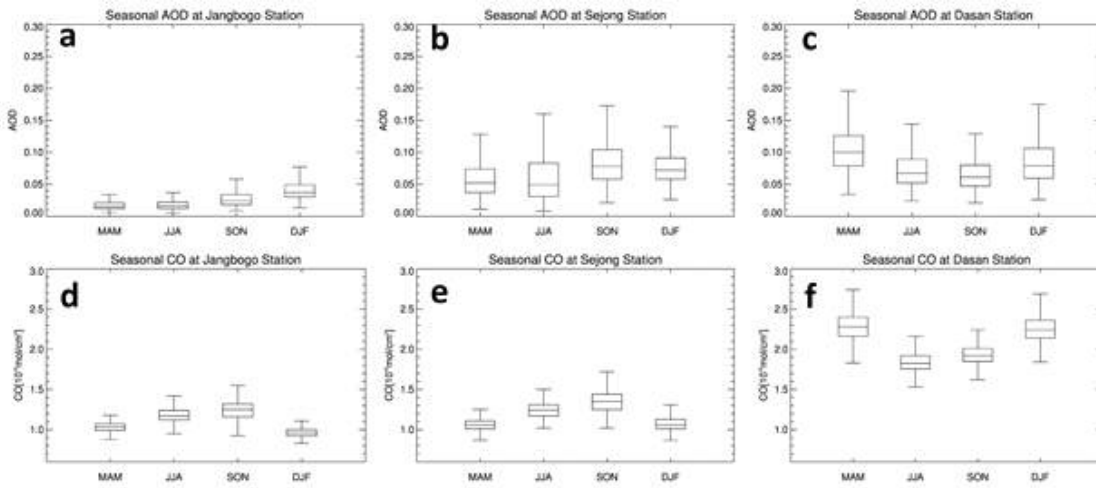 Seasonal AOD at Jangbogo Station
a
0.30
0.25
0.20
0.15
0.10
0.05
0.00
AOD
MAM JJA SON DJF
Seasonal AOD at Sejong Station
b
0.30
0.25
0.20
0.15
0.10
0.05
0.00
AOD
MAM JJA SON DJF
Seasonal AOD at Dasan Station
c
0.30
0.25
0.20
0.15
0.10
0.05
0.00
AOD
MAM JJA SON DJF
Seasonal CO at Jangbogo Station
d
3.0
2.5
2.0
1.5
1.0
MAM JJA SON DJF
Seasonal CO at Sejong Station
e
3.0
2.5
2.0
1.5
1.0
MAM JJA SON DJF
Seasonal CO at Dasan Station
f
3.0
2.5
2.0
1.5
1.0
MAM JJA SON DJF